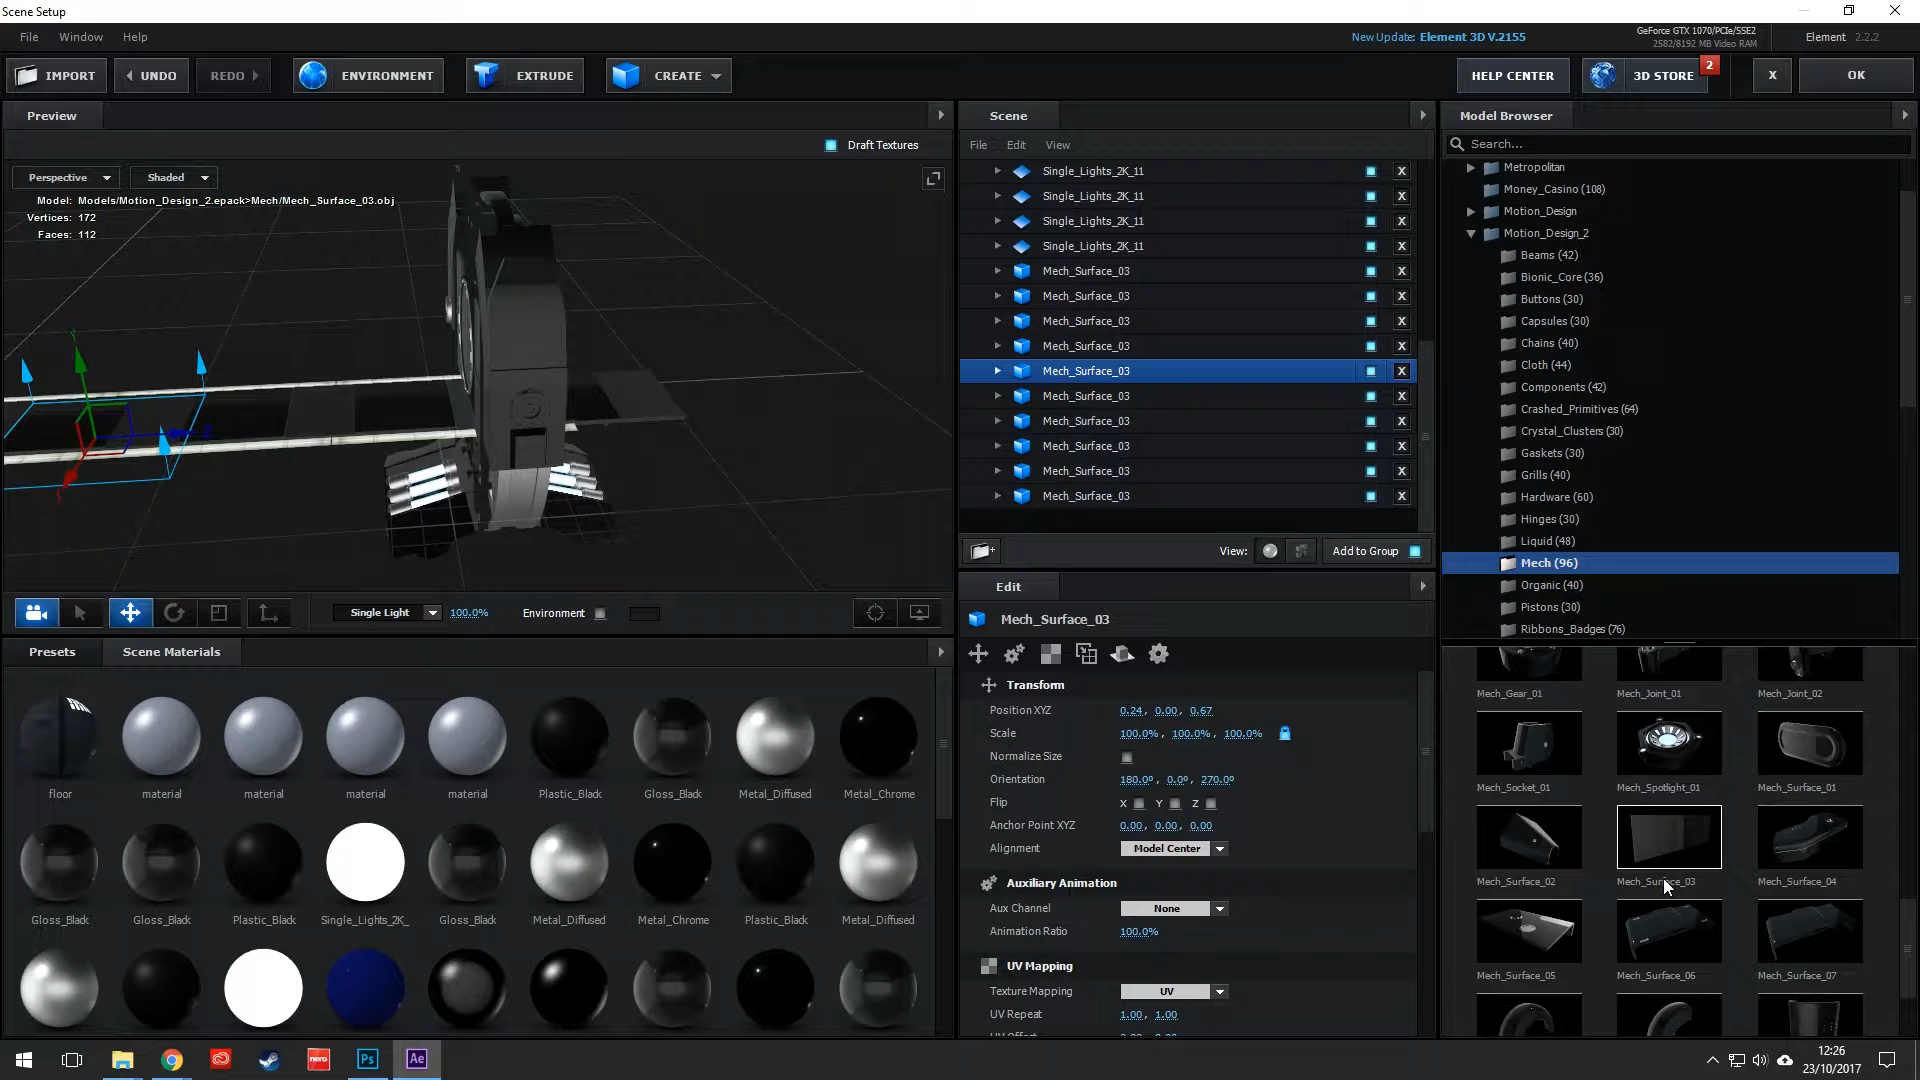 Scene Setup
File Window Help
New Update: Element 3D V.2155
GeForce GTX 1070/PCIe/SSE2
2582/8192 MB Video RAM
Element 2.2.2
IMPORT
UNDO
REDO
ENVIRONMENT
EXTRUDE
CREATE
HELP CENTER
3D STORE
2
X
OK
Preview
Draft Textures
Perspective
Shaded
Model: Models/Motion_Design_2.epack>Mech/Mech_Surface_03.obj
Vertices: 172
Faces: 112
Single Light
100.0%
Environment
Scene
File Edit View
Single_Lights_2K_11 X
Single_Lights_2K_11 X
Single_Lights_2K_11 X
Single_Lights_2K_11 X
Mech_Surface_03 X
Mech_Surface_03 X
Mech_Surface_03 X
Mech_Surface_03 X
Mech_Surface_03 X
Mech_Surface_03 X
Mech_Surface_03 X
Mech_Surface_03 X
Mech_Surface_03 X
Mech_Surface_03 X
View:
Add to Group
Model Browser
Search...
Metropolitan
Money_Casino (108)
Motion_Design
Motion_Design_2
Beams (42)
Bionic_Core (36)
Buttons (30)
Capsules (30)
Chains (40)
Cloth (44)
Components (42)
Crashed_Primitives (64)
Crystal_Clusters (30)
Gaskets (30)
Grills (40)
Hardware (60)
Hinges (30)
Liquid (48)
Mech (96)
Organic (40)
Pistons (30)
Ribbons_Badges (76)
Presets
Scene Materials
floor material material material material Plastic_Black Gloss_Black Metal_Diffused Metal_Chrome
Gloss_Black Gloss_Black Plastic_Black Single_Lights_2K_ Gloss_Black Metal_Diffused Metal_Chrome Plastic_Black Metal_Diffused
Edit
Mech_Surface_03
Transform
Position XYZ 0.24, 0.00, 0.67
Scale 100.0%, 100.0%, 100.0%
Normalize Size
Orientation 180.0º, 0.0º, 270.0º
Flip X Y Z
Anchor Point XYZ 0.00, 0.00, 0.00
Alignment Model Center
Auxiliary Animation
Aux Channel None
Animation Ratio 100.0%
UV Mapping
Texture Mapping UV
UV Repeat 1.00, 1.00
Mech_Gear_01 Mech_Joint_01 Mech_Joint_02
Mech_Socket_01 Mech_Spotlight_01 Mech_Surface_01
Mech_Surface_02 Mech_Surface_03 Mech_Surface_04
Mech_Surface_05 Mech_Surface_06 Mech_Surface_07
nero
Ps
Ae
12:26
23/10/2017